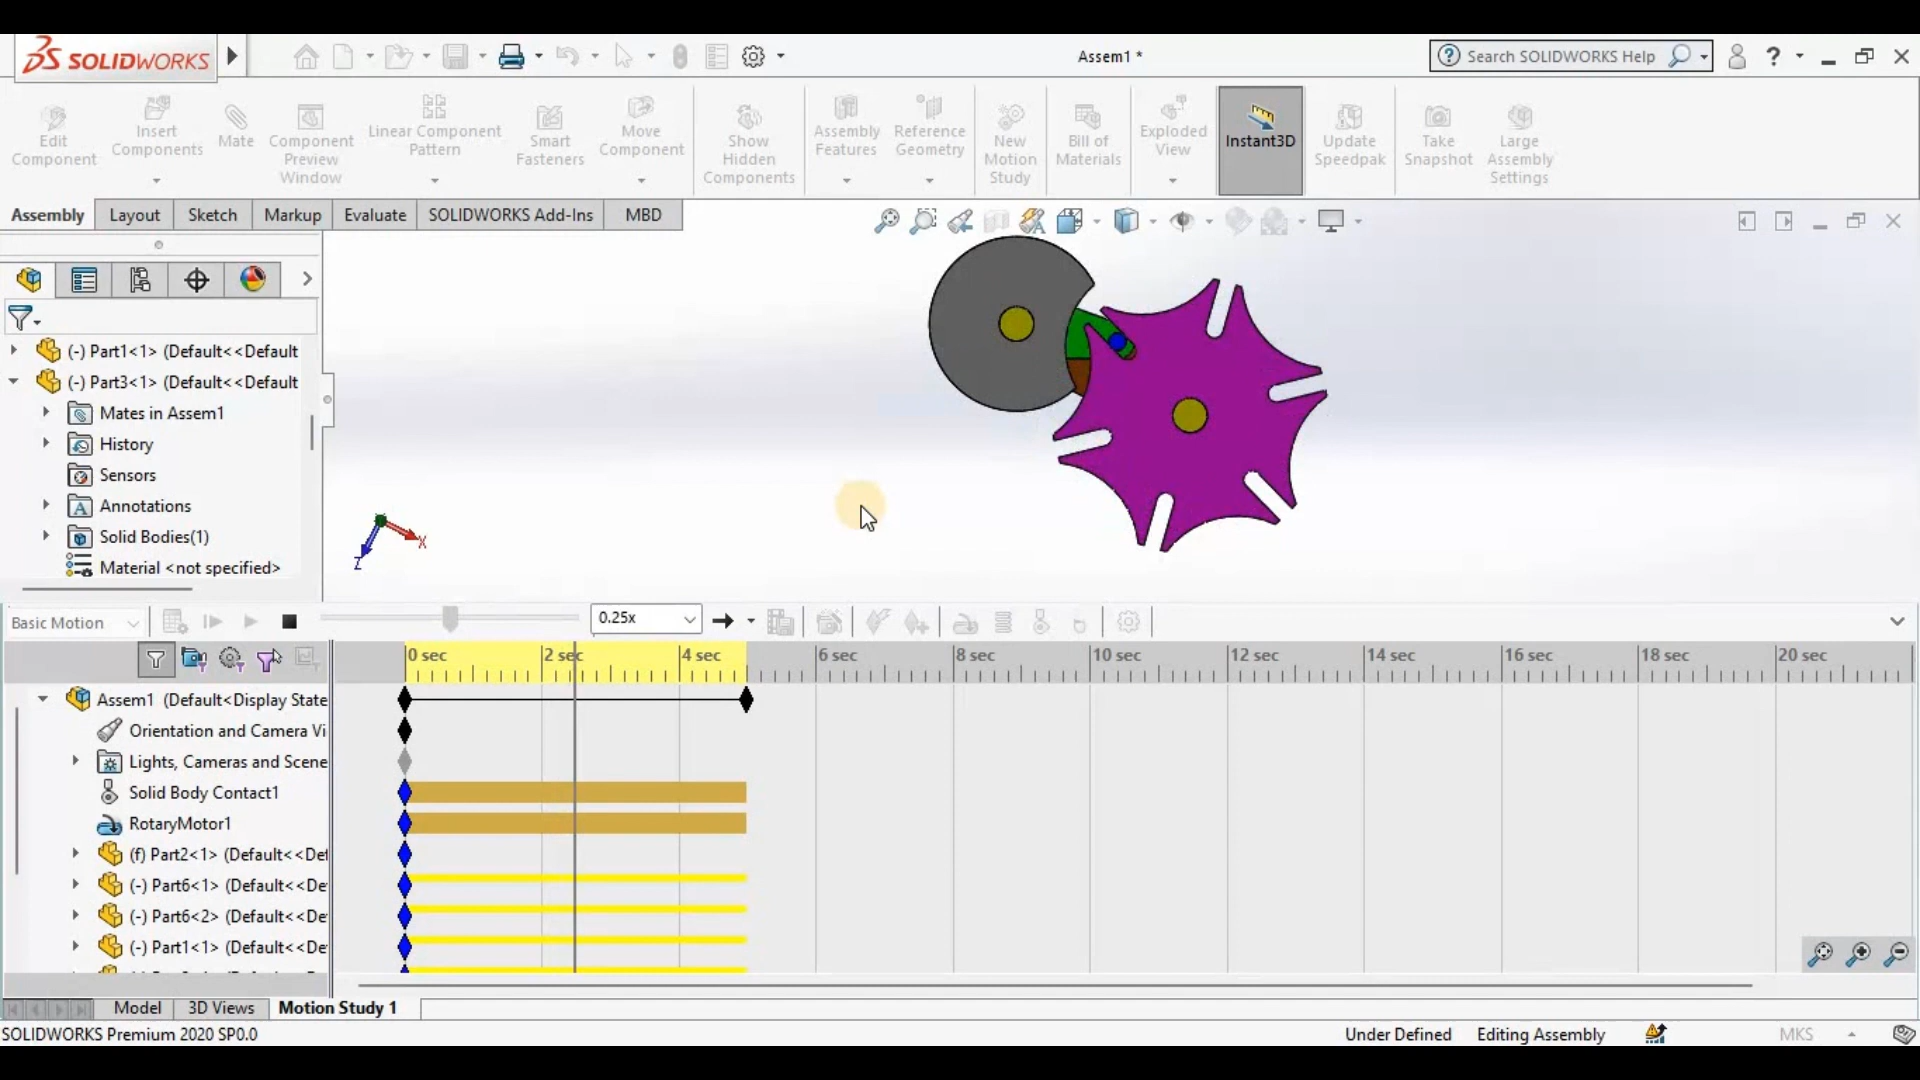 SOLIDWORKS
Assem1 *
Search SOLIDWORKS Help
?
Edit Component
Insert Components
Mate
Component Preview Window
Linear Component Pattern
Smart Fasteners
Move Component
Show Hidden Components
Assembly Features
Reference Geometry
New Motion Study
Bill of Materials
Exploded View
Instant3D
Update Speedpak
Take Snapshot
Large Assembly Settings
Assembly
Layout
Sketch
Markup
Evaluate
SOLIDWORKS Add-Ins
MBD
(-) Part1<1> (Default<<Default
(-) Part3<1> (Default<<Default
Mates in Assem1
History
Sensors
Annotations
Solid Bodies(1)
Material <not specified>
X
Z
Basic Motion
0.25x
0 sec
2 sec
4 sec
6 sec
8 sec
10 sec
12 sec
14 sec
16 sec
18 sec
20 sec
Assem1 (Default<Display State
Orientation and Camera Vi
Lights, Cameras and Scene
Solid Body Contact1
RotaryMotor1
(f) Part2<1> (Default<<Def
(-) Part6<1> (Default<<De
(-) Part6<2> (Default<<De
(-) Part1<1> (Default<<De
Model
3D Views
Motion Study 1
SOLIDWORKS Premium 2020 SP0.0
Under Defined
Editing Assembly
MKS